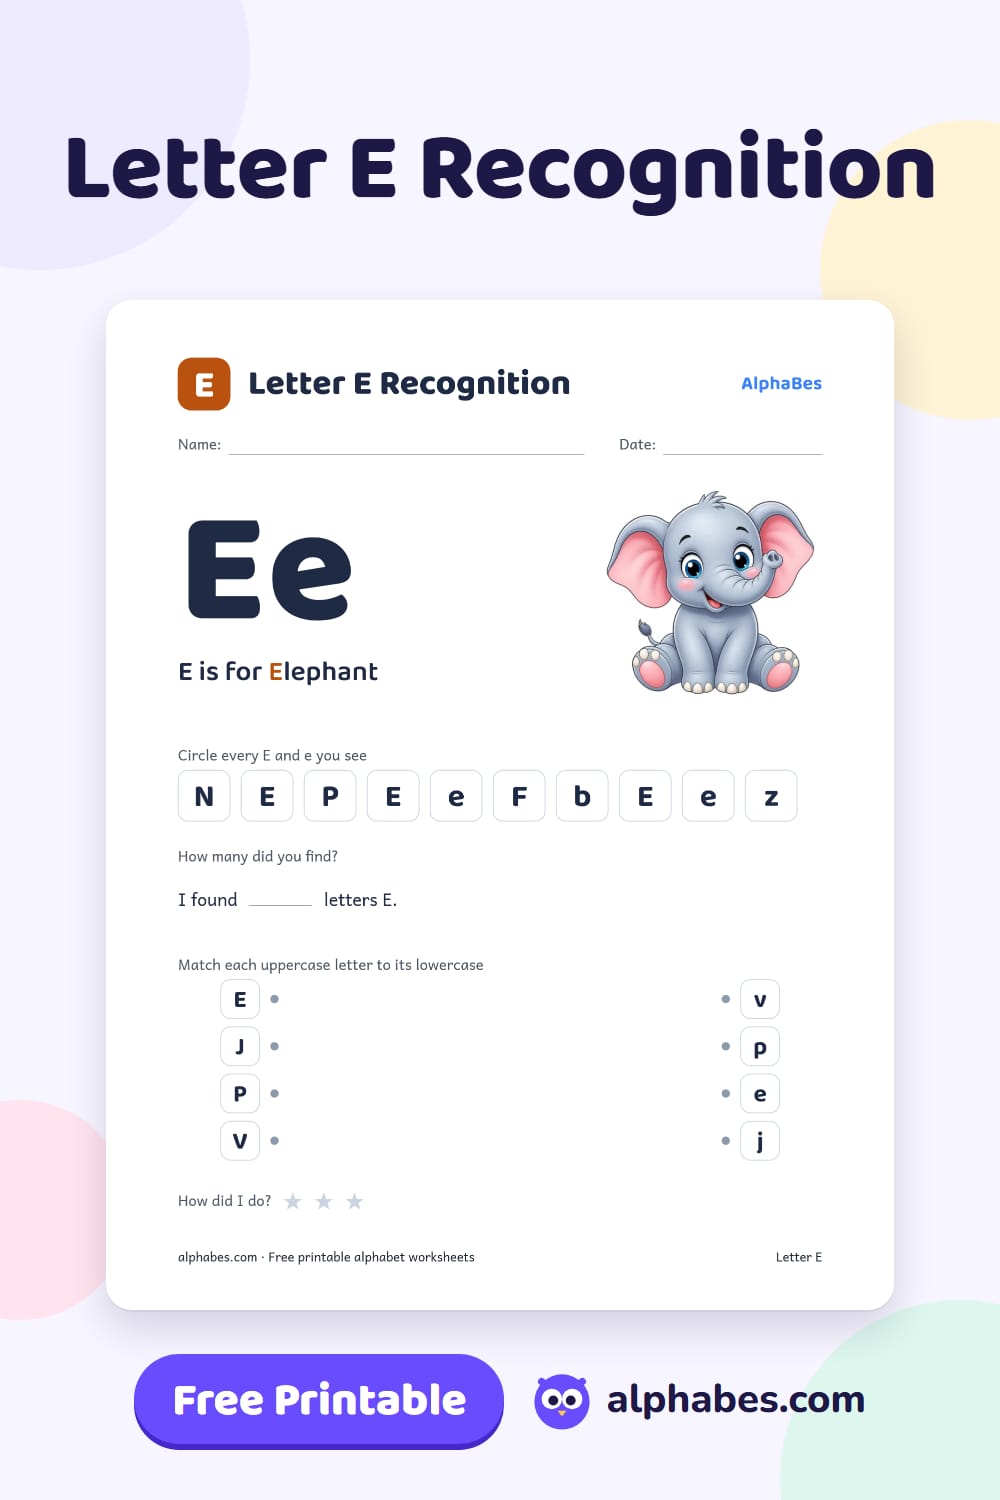 Letter E Recognition
E Letter E Recognition AlphaBes
Name: Date:
Ee
E is for Elephant
Circle every E and e you see
N E P E e F b E e z
How many did you find?
I found letters E.
Match each uppercase letter to its lowercase
E v
J p
P e
V j
How did I do?
alphabes.com · Free printable alphabet worksheets Letter E
Free Printable alphabes.com